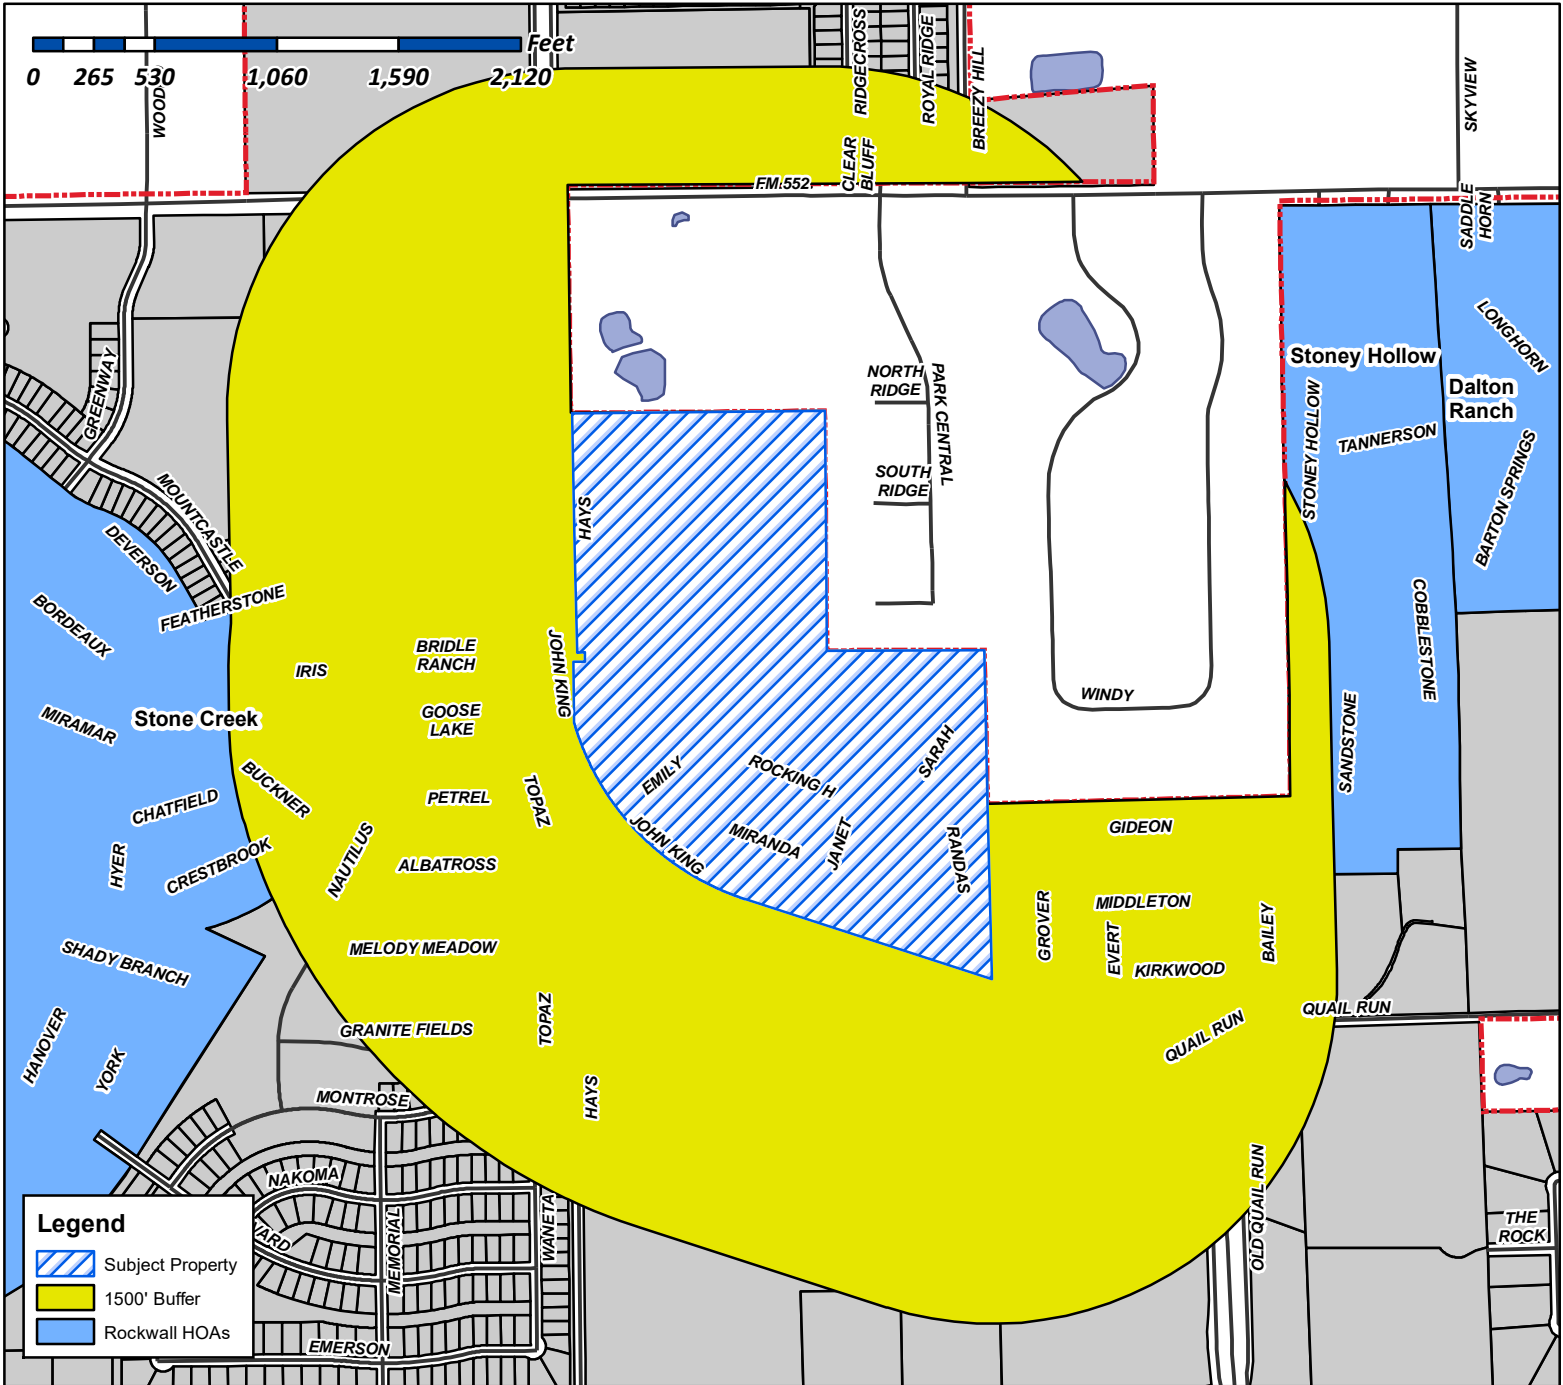 Feet
0 265 530 1,060 1,590 2,120
RIDGECROSS
ROYAL RIDGE
BREEZY HILL
SKYVIEW
CLEAR
BLUFF
FM 552
SADDLE
HORN
LONGHORN
Stoney Hollow
Dalton
Ranch
GREENWAY
NORTH
RIDGE
PARK CENTRAL
STONEY HOLLOW
TANNERSON
SOUTH
RIDGE
BARTON SPRINGS
HAYS
MOUNTCASTLE
DEVERSON
FEATHERSTONE
BORDEAUX
COBBLESTONE
BRIDLE
RANCH
JOHN KING
IRIS
WINDY
GOOSE
LAKE
Stone Creek
MIRAMAR
SANDSTONE
SARAH
EMILY
ROCKING H
BUCKNER
PETREL
TOPAZ
CHATFIELD
GIDEON
JOHN KING
MIRANDA
JANET
RANDAS
NAUTILUS
ALBATROSS
HYER
CRESTBROOK
MIDDLETON
GROVER
EVERT
BAILEY
MELODY MEADOW
SHADY BRANCH
KIRKWOOD
QUAIL RUN
QUAIL RUN
GRANITE FIELDS
TOPAZ
HANOVER
YORK
HAYS
MONTROSE
NAKOMA
MEMORIAL
WANETA
OLD QUAIL RUN
THE
ROCK
EMERSON
Legend
Subject Property
1500' Buffer
Rockwall HOAs